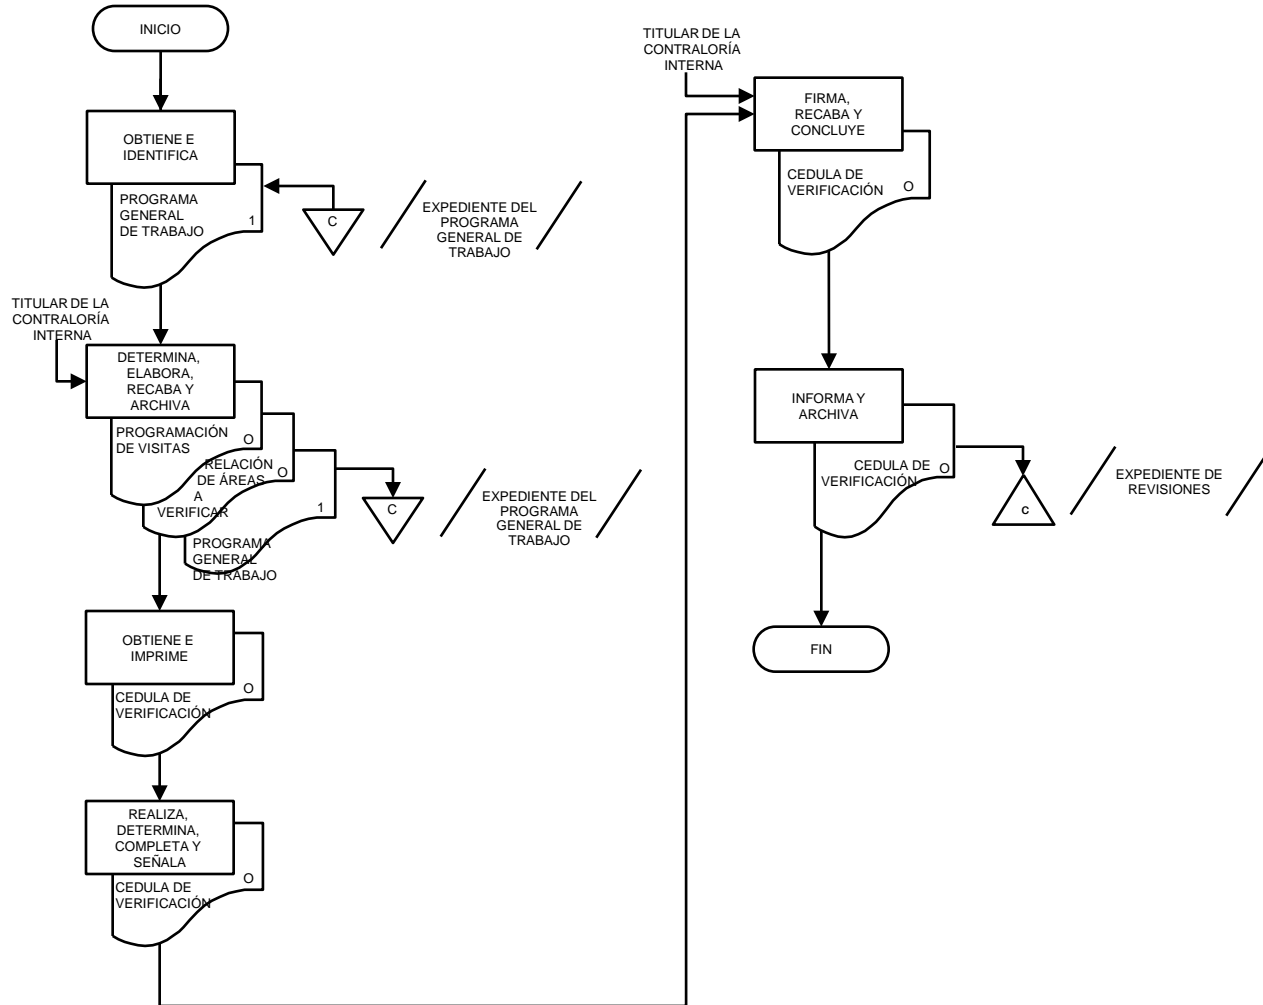 INICIO
OBTIENE E
IDENTIFICA
PROGRAMA
GENERAL
DE TRABAJO
1
C
EXPEDIENTE DEL
PROGRAMA
GENERAL DE
TRABAJO
TITULAR DE LA
CONTRALORÍA
INTERNA
DETERMINA,
ELABORA,
RECABA Y
ARCHIVA
PROGRAMACIÓN
DE VISITAS
O
RELACIÓN
DE ÁREAS
A
VERIFICAR
O
PROGRAMA
GENERAL
DE TRABAJO
1
C
EXPEDIENTE DEL
PROGRAMA
GENERAL DE
TRABAJO
OBTIENE E
IMPRIME
CEDULA DE
VERIFICACIÓN
O
REALIZA,
DETERMINA,
COMPLETA Y
SEÑALA
CEDULA DE
VERIFICACIÓN
O
TITULAR DE LA
CONTRALORÍA
INTERNA
FIRMA,
RECABA Y
CONCLUYE
CEDULA DE
VERIFICACIÓN
O
INFORMA Y
ARCHIVA
CEDULA DE
VERIFICACIÓN
O
c
EXPEDIENTE DE
REVISIONES
FIN